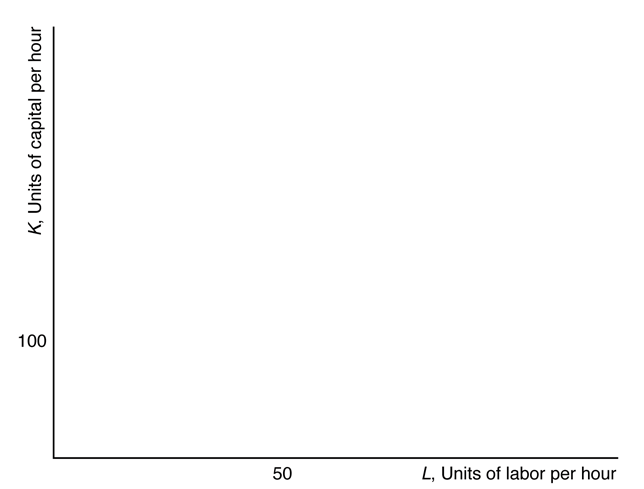 K, Units of capital per hour
100
50
L, Units of labor per hour